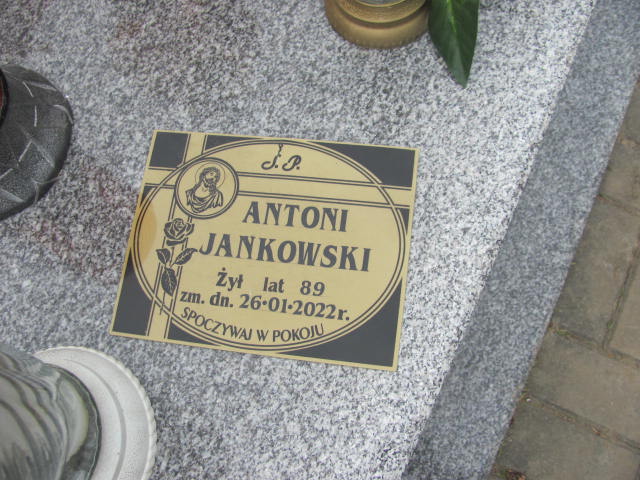 Ś. P.
ANTONI
JANKOWSKI
Żył lat 89
zm. dn. 26·01·2022r.
SPOCZYWAJ W POKOJU